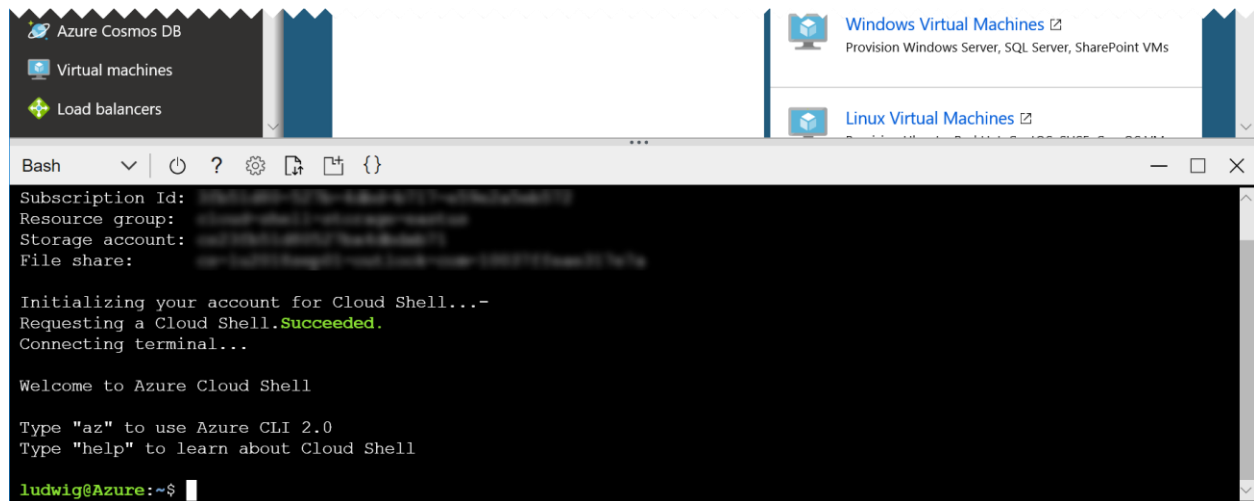 Azure Cosmos DB
Virtual machines
Load balancers
Windows Virtual Machines
Provision Windows Server, SQL Server, SharePoint VMs
Linux Virtual Machines
Bash
Subscription Id:
Resource group:
Storage account:
File share:
Initializing your account for Cloud Shell...-
Requesting a Cloud Shell.Succeeded.
Connecting terminal...
Welcome to Azure Cloud Shell
Type "az" to use Azure CLI 2.0
Type "help" to learn about Cloud Shell
ludwig@Azure:~$